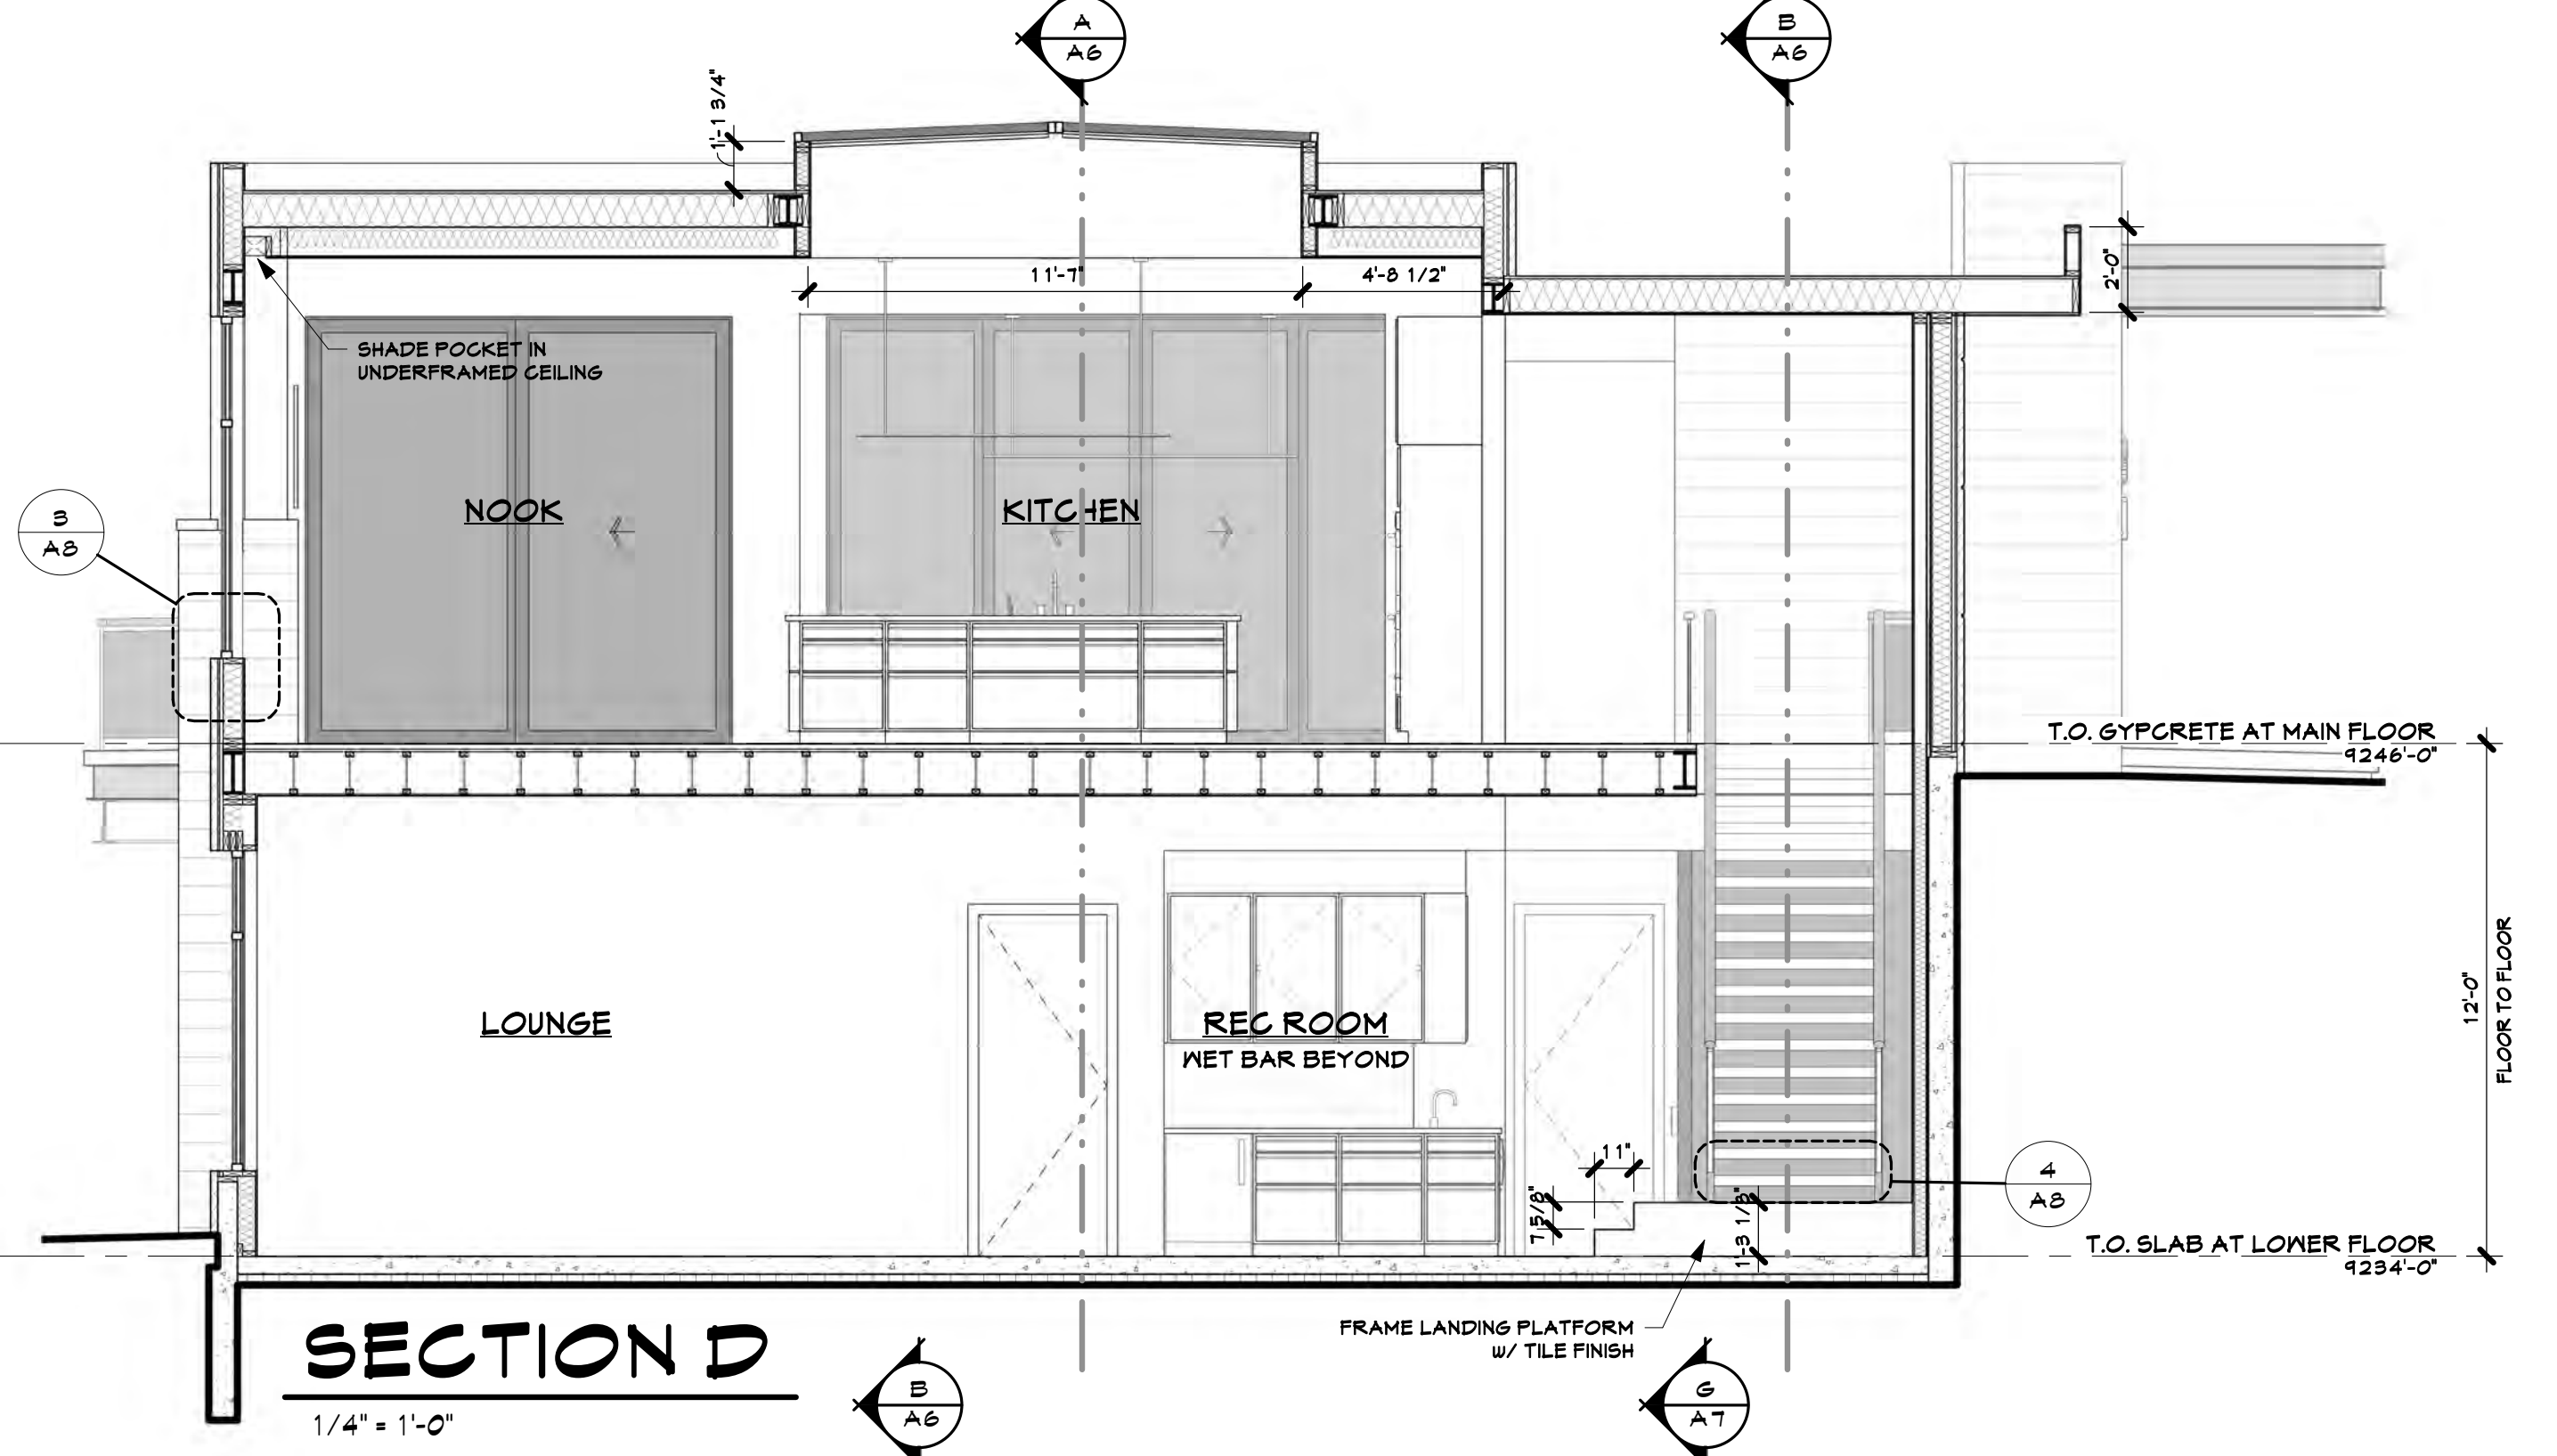 A
A6
B
A6
1'-1 3/4"
11'-7"
4'-8 1/2"
2'-0"
SHADE POCKET IN
UNDERFRAMED CEILING
NOOK
KITCHEN
3
A8
T.O. GYPCRETE AT MAIN FLOOR
9246'-0"
12'-0"
FLOOR TO FLOOR
LOUNGE
REC ROOM
WET BAR BEYOND
11"
7 5/8"
1'-3 1/8"
4
A8
T.O. SLAB AT LOWER FLOOR
9234'-0"
FRAME LANDING PLATFORM
W/ TILE FINISH
SECTION D
1/4" = 1'-0"
B
A6
G
A7